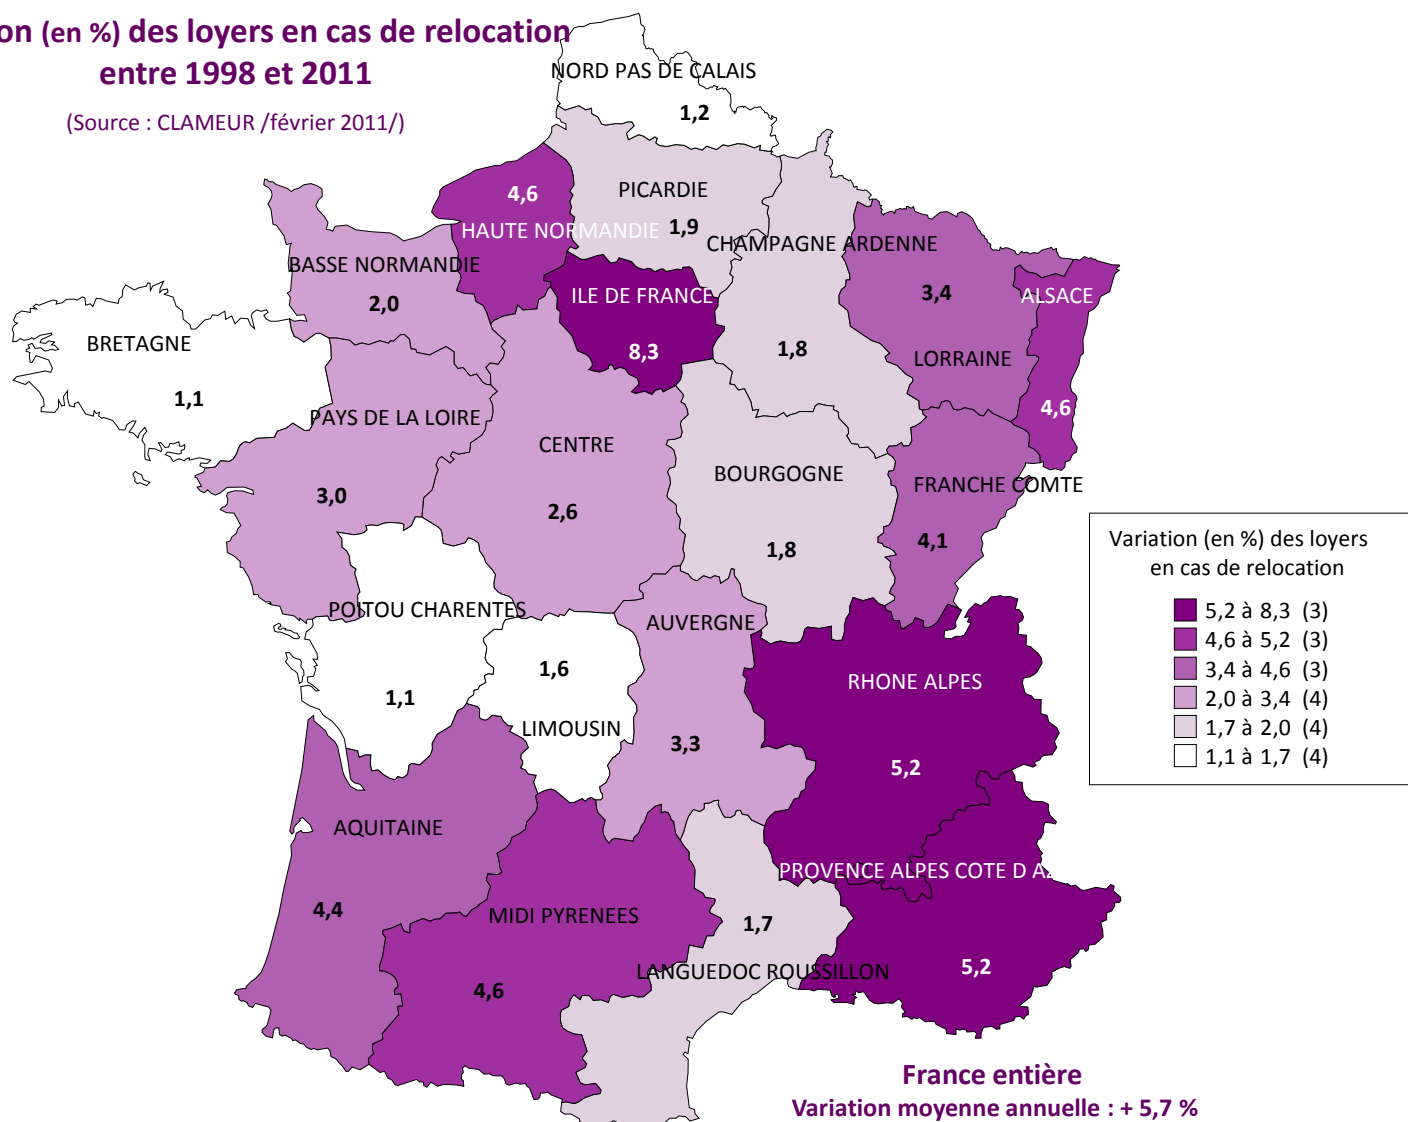 on (en %) des loyers en cas de relocation
entre 1998 et 2011
(Source : CLAMEUR /février 2011/)
NORD PAS DE CALAIS
1,2
PICARDIE
1,9
4,6
HAUTE NORMANDIE
CHAMPAGNE ARDENNE
1,8
BASSE NORMANDIE
2,0
ILE DE FRANCE
8,3
3,4
LORRAINE
ALSACE
4,6
BRETAGNE
1,1
PAYS DE LA LOIRE
3,0
CENTRE
2,6
BOURGOGNE
1,8
FRANCHE COMTE
4,1
Variation (en %) des loyers
en cas de relocation
5,2 à 8,3 (3)
4,6 à 5,2 (3)
3,4 à 4,6 (3)
2,0 à 3,4 (4)
1,7 à 2,0 (4)
1,1 à 1,7 (4)
POITOU CHARENTES
1,1
1,6
LIMOUSIN
AUVERGNE
3,3
RHONE ALPES
5,2
AQUITAINE
4,4
MIDI PYRENEES
4,6
1,7
LANGUEDOC ROUSSILLON
PROVENCE ALPES COTE D AZ
5,2
France entière
Variation moyenne annuelle : + 5,7 %